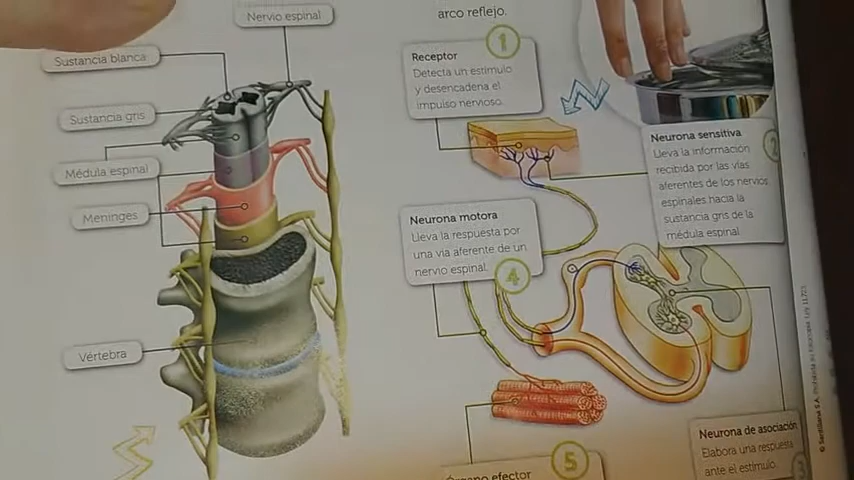 Nervio espinal
Sustancia blanca
Sustancia gris
Médula espinal
Meninges
Vértebra
arco reflejo.
1
Receptor
Detecta un estímulo
y desencadena el
impulso nervioso.
2
Neurona sensitiva
Lleva la información
recibida por las vías
aferentes de los nervios
espinales hacia la
sustancia gris de la
médula espinal.
Neurona motora
Lleva la respuesta por
una vía aferente de un
nervio espinal.
4
Neurona de asociación
Elabora una respuesta
ante el estímulo.
Órgano efector
5
© Santillana S.A.